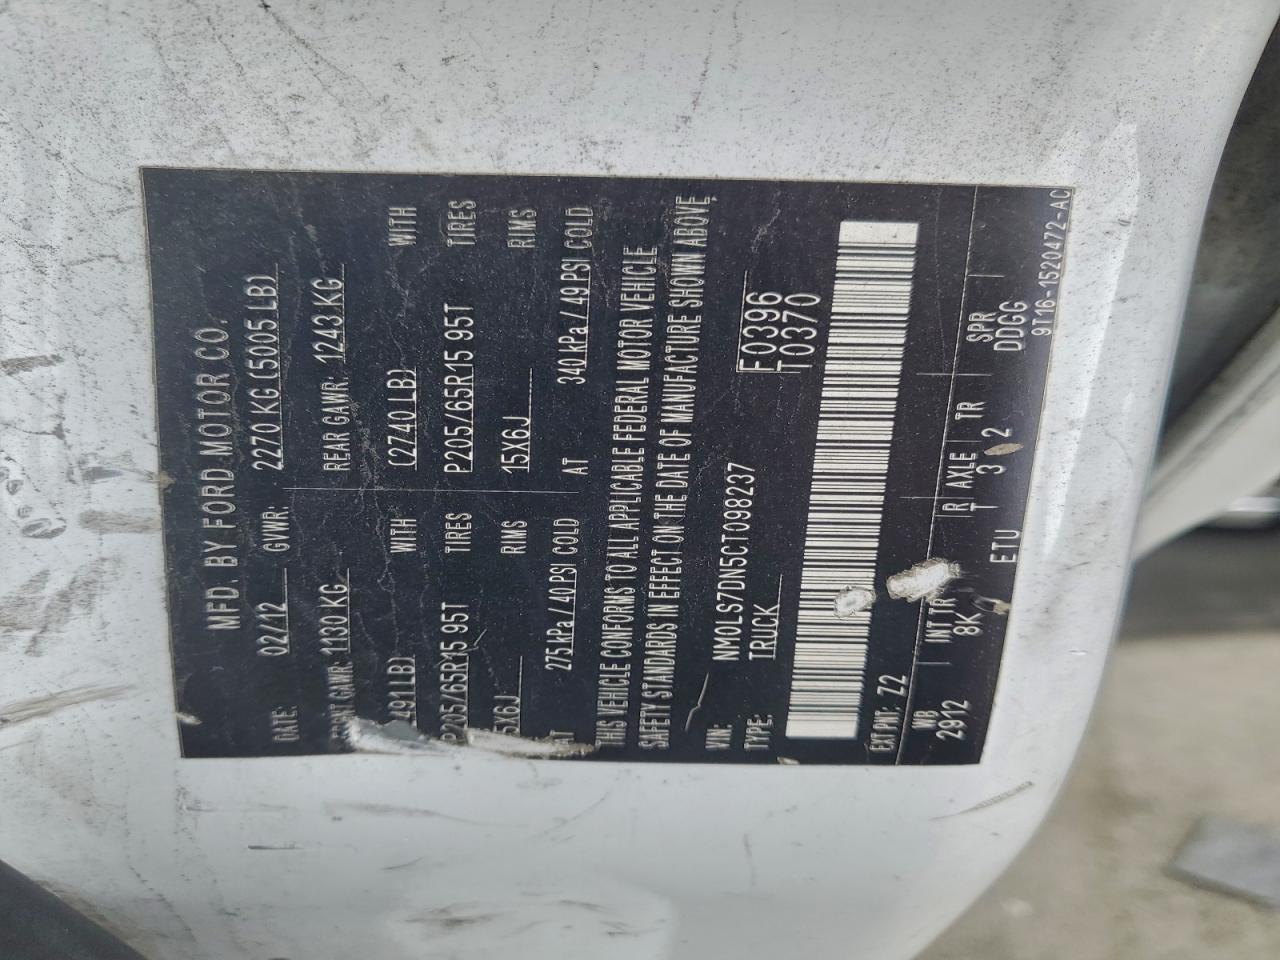 MFD. BY FORD MOTOR CO.
DATE: 02/12 GVWR: 2270 KG (5005 LB)
FRONT GAWR: 1130 KG REAR GAWR: 1243 KG
2491 LB) WITH (2740 LB) WITH
P205/65R15 95T TIRES P205/65R15 95T TIRES
15X6J RIMS 15X6J RIMS
AT 275 kPa / 40 PSI COLD AT 340 kPa / 49 PSI COLD
THIS VEHICLE CONFORMS TO ALL APPLICABLE FEDERAL MOTOR VEHICLE
SAFETY STANDARDS IN EFFECT ON THE DATE OF MANUFACTURE SHOWN ABOVE.
VIN: NM0LS7DN5CT098237 F0396
TYPE: TRUCK T0370
EXT PNT: Z2
WB INT TR R AXLE TR SPR
2912 8K T 3 2 DDGG
ETU 9T16-1520472-AC